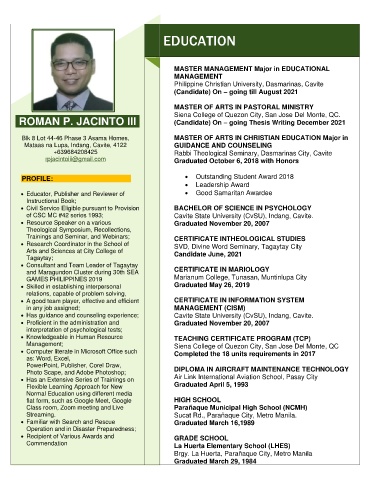 ROMAN P. JACINTO III
Blk 8 Lot 44-46 Phase 3 Asama Homes,
Mataas na Lupa, Indang, Cavite, 4122
+639684208425
rpjacintoiii@gmail.com
PROFILE:
• Educator. Publisher and Reviewer of
Instructional Book;
• Civil Service Eligible pursuant to Provision
of CSC MC #42 series 1993;
• Resource Speaker on a various
Theological Symposium, Recollections,
Trainings and Seminar, and Webinars;
• Research Coordinator in the School of
Arts and Sciences at City College of
Tagaytay;
• Consultant and Team Leader of Tagaytay
and Maragundon Cluster during 30th SEA
GAMES PHILIPPINES 2019
• Skilled in establishing interpersonal
relations, capable of problem solving.
• A good team player, effective and efficient
in any job assigned;
• Has guidance and counseling experience;
• Proficient in the administration and
interpretation of psychological tests;
• Knowledgeable in Human Resource
Management;
• Computer literate in Microsoft Office such
as: Word, Excel,
PowerPoint, Publisher, Corel Draw,
Photo Scape, and Adobe Photoshop;
• Has an Extensive Series of Trainings on
Flexible Learning Approach for New
Normal Education using different media
flat form, such as Google Meet, Google
Class room, Zoom meeting and Live
Streaming.
• Familiar with Search and Rescue
Operation and in Disaster Preparedness;
• Recipient of Various Awards and
Commendation
EDUCATION
MASTER MANAGEMENT Major in EDUCATIONAL
MANAGEMENT
Philippine Christian University, Dasmarinas, Cavite
(Candidate) On – going till August 2021
MASTER OF ARTS IN PASTORAL MINISTRY
Siena College of Quezon City, San Jose Del Monte, QC.
(Candidate) On – going Thesis Writing December 2021
MASTER OF ARTS IN CHRISTIAN EDUCATION Major in
GUIDANCE AND COUNSELING
Rabbi Theological Seminary, Dasmarinas City, Cavite
Graduated October 6, 2018 with Honors
• Outstanding Student Award 2018
• Leadership Award
• Good Samaritan Awardee
BACHELOR OF SCIENCE IN PSYCHOLOGY
Cavite State University (CvSU), Indang, Cavite.
Graduated November 20, 2007
CERTIFICATE INTHEOLOGICAL STUDIES
SVD, Divine Word Seminary, Tagaytay City
Candidate June, 2021
CERTIFICATE IN MARIOLOGY
Marianum College, Tunasan, Muntinlupa City
Graduated May 26, 2019
CERTIFICATE IN INFORMATION SYSTEM
MANAGEMENT (CISM)
Cavite State University (CvSU), Indang, Cavite.
Graduated November 20, 2007
TEACHING CERTIFICATE PROGRAM (TCP)
Siena College of Quezon City, San Jose Del Monte, QC
Completed the 18 units requirements in 2017
DIPLOMA IN AIRCRAFT MAINTENANCE TECHNOLOGY
Air Link International Aviation School, Pasay City
Graduated April 5, 1993
HIGH SCHOOL
Parañaque Municipal High School (NCMH)
Sucat Rd., Parañaque City, Metro Manila.
Graduated March 16,1989
GRADE SCHOOL
La Huerta Elementary School (LHES)
Brgy. La Huerta, Parañaque City, Metro Manila
Graduated March 29, 1984